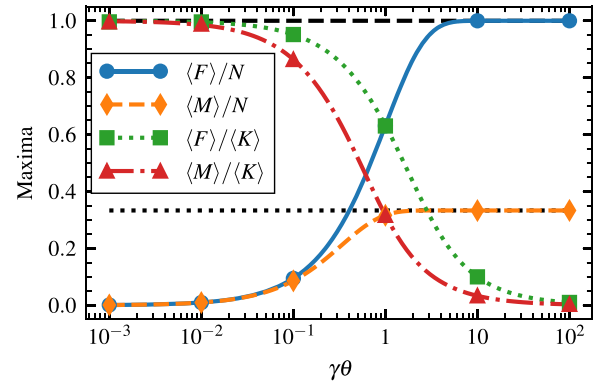 Maxima
1.0
0.8
0.6
0.4
0.2
0.0
⟨F⟩/N
⟨M⟩/N
⟨F⟩/⟨K⟩
⟨M⟩/⟨K⟩
10⁻³ 10⁻² 10⁻¹ 1 10 10²
γθ